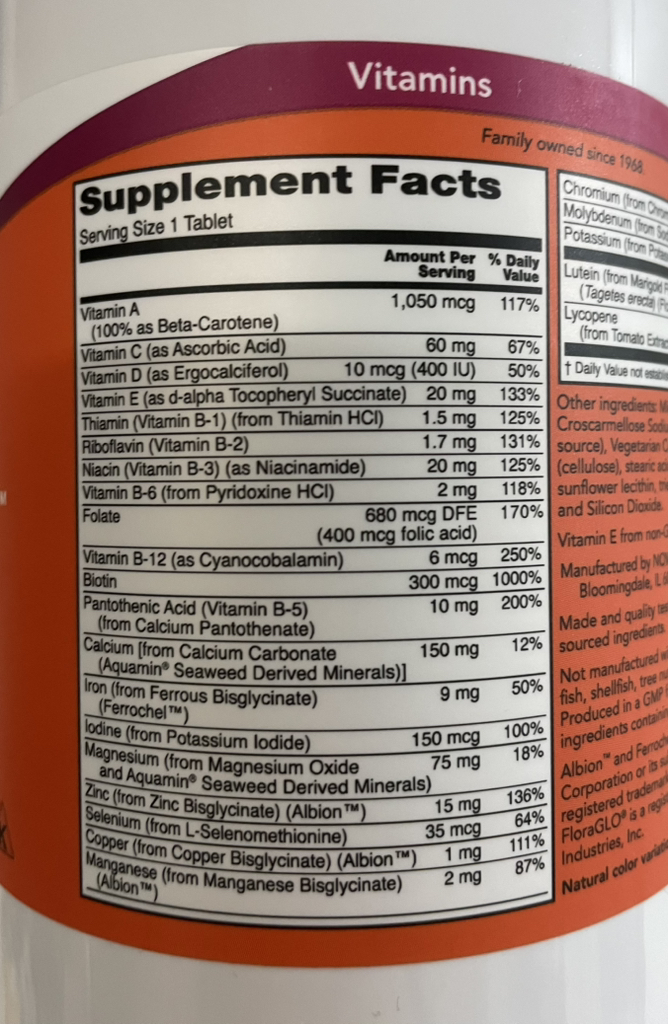 Vitamins
Family owned since 1968
Supplement Facts
Serving Size 1 Tablet
Amount Per Serving % Daily Value
Vitamin A 1,050 mcg 117%
(100% as Beta-Carotene)
Vitamin C (as Ascorbic Acid) 60 mg 67%
Vitamin D (as Ergocalciferol) 10 mcg (400 IU) 50%
Vitamin E (as d-alpha Tocopheryl Succinate) 20 mg 133%
Thiamin (Vitamin B-1) (from Thiamin HCl) 1.5 mg 125%
Riboflavin (Vitamin B-2) 1.7 mg 131%
Niacin (Vitamin B-3) (as Niacinamide) 20 mg 125%
Vitamin B-6 (from Pyridoxine HCl) 2 mg 118%
Folate 680 mcg DFE 170%
(400 mcg folic acid)
Vitamin B-12 (as Cyanocobalamin) 6 mcg 250%
Biotin 300 mcg 1000%
Pantothenic Acid (Vitamin B-5) 10 mg 200%
(from Calcium Pantothenate)
Calcium [from Calcium Carbonate 150 mg 12%
(Aquamin® Seaweed Derived Minerals)]
Iron (from Ferrous Bisglycinate) 9 mg 50%
(Ferrochel™)
Iodine (from Potassium Iodide) 150 mcg 100%
Magnesium (from Magnesium Oxide 75 mg 18%
and Aquamin® Seaweed Derived Minerals)
Zinc (from Zinc Bisglycinate) (Albion™) 15 mg 136%
Selenium (from L-Selenomethionine) 35 mcg 64%
Copper (from Copper Bisglycinate) (Albion™) 1 mg 111%
Manganese (from Manganese Bisglycinate) 2 mg 87%
(Albion™)
Chromium (from
Molybdenum (from
Potassium (from
Lutein (from Marigold
(Tagetes erecta)
Lycopene
(from Tomato
† Daily Value not
Other ingredients:
Croscarmellose
source), Vegetarian
(cellulose), stearic
sunflower lecithin,
and Silicon Dioxide.
Vitamin E from
Manufactured by
Bloomingdale, IL
Made and quality
sourced ingredients.
Not manufactured
fish, shellfish, tree
Produced in a GMP
ingredients
Albion™ and
Corporation or its
registered
FloraGLO® is a
Industries, Inc.
Natural color